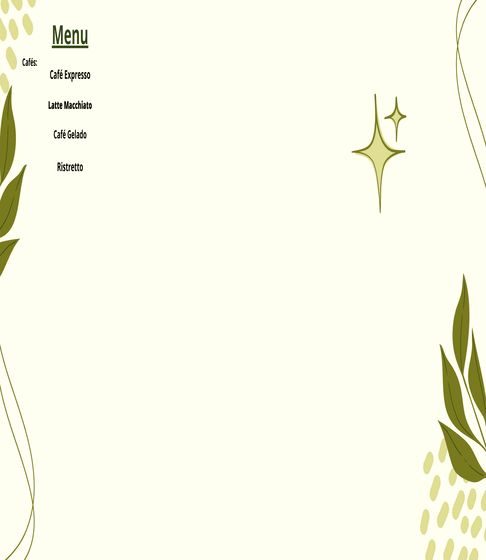 Menu
Cafés:
Café Expresso
Latte Macchiato
Café Gelado
Ristretto